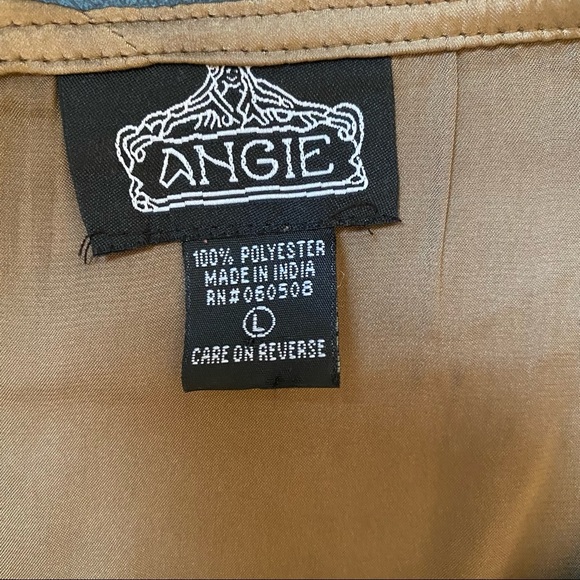 ANGIE
100% POLYESTER
MADE IN INDIA
RN#060508
L
CARE ON REVERSE